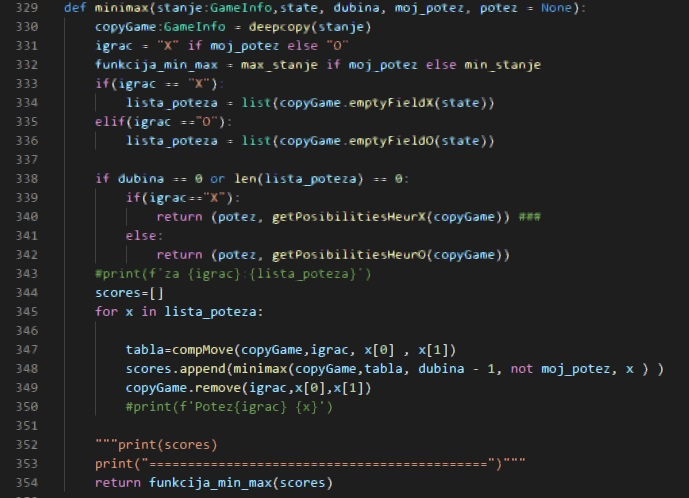 329 def minimax(stanje:GameInfo,state, dubina, moj_potez, potez = None):
330     copyGame:GameInfo = deepcopy(stanje)
331     igrac = "X" if moj_potez else "O"
332     funkcija_min_max = max_stanje if moj_potez else min_stanje
333     if(igrac == "X"):
334         lista_poteza = list(copyGame.emptyFieldX(state))
335     elif(igrac =="O"):
336         lista_poteza = list(copyGame.emptyFieldO(state))
337
338     if dubina == 0 or len(lista_poteza) == 0:
339         if(igrac=="X"):
340             return (potez, getPosibilitiesHeurX(copyGame)) ###
341         else:
342             return (potez, getPosibilitiesHeurO(copyGame))
343     #print(f'za {igrac}:{lista_poteza}')
344     scores=[]
345     for x in lista_poteza:
346
347         tabla=compMove(copyGame,igrac, x[0] , x[1])
348         scores.append(minimax(copyGame,tabla, dubina - 1, not moj_potez, x ) )
349         copyGame.remove(igrac,x[0],x[1])
350         #print(f'Potez{igrac} {x}')
351
352     """print(scores)
353     print("============================================")"""
354     return funkcija_min_max(scores)